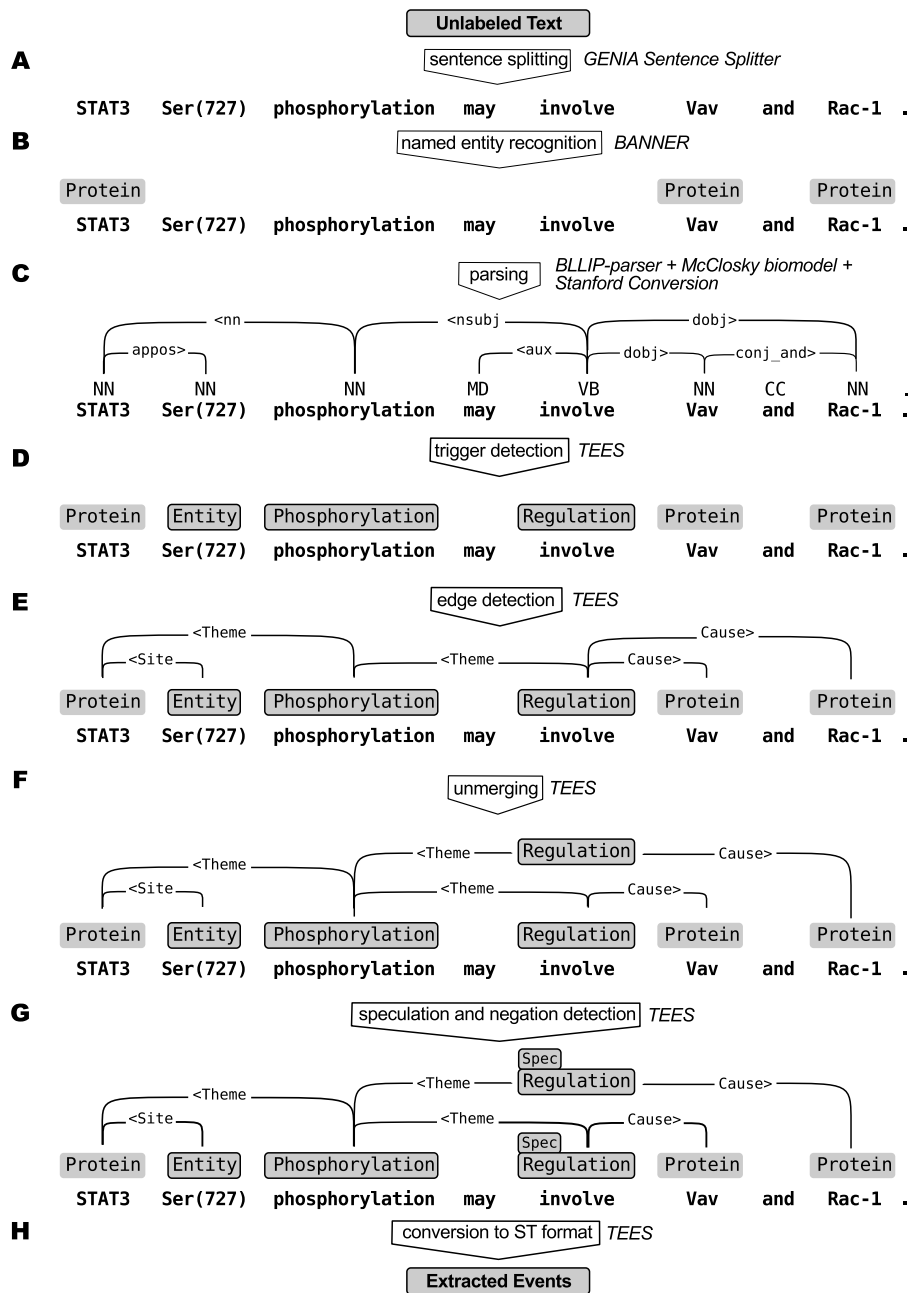 Unlabeled Text
A
sentence splitting GENIA Sentence Splitter
STAT3 Ser(727) phosphorylation may involve Vav and Rac-1 .
B
named entity recognition BANNER
Protein Protein Protein
STAT3 Ser(727) phosphorylation may involve Vav and Rac-1 .
C
parsing BLLIP-parser + McClosky biomodel +
Stanford Conversion
<nn <nsubj dobj>
appos> <aux dobj> conj_and>
NN NN NN MD VB NN CC NN .
STAT3 Ser(727) phosphorylation may involve Vav and Rac-1 .
D
trigger detection TEES
Protein Entity Phosphorylation Regulation Protein Protein
STAT3 Ser(727) phosphorylation may involve Vav and Rac-1 .
E
edge detection TEES
<Theme Cause>
<Site <Theme Cause>
Protein Entity Phosphorylation Regulation Protein Protein
STAT3 Ser(727) phosphorylation may involve Vav and Rac-1 .
F
unmerging TEES
<Theme <Theme Regulation Cause>
<Site <Theme Cause>
Protein Entity Phosphorylation Regulation Protein Protein
STAT3 Ser(727) phosphorylation may involve Vav and Rac-1 .
G
speculation and negation detection TEES
Spec
<Theme <Theme Regulation Cause>
<Site <Theme Cause>
Spec
Protein Entity Phosphorylation Regulation Protein Protein
STAT3 Ser(727) phosphorylation may involve Vav and Rac-1 .
H
conversion to ST format TEES
Extracted Events